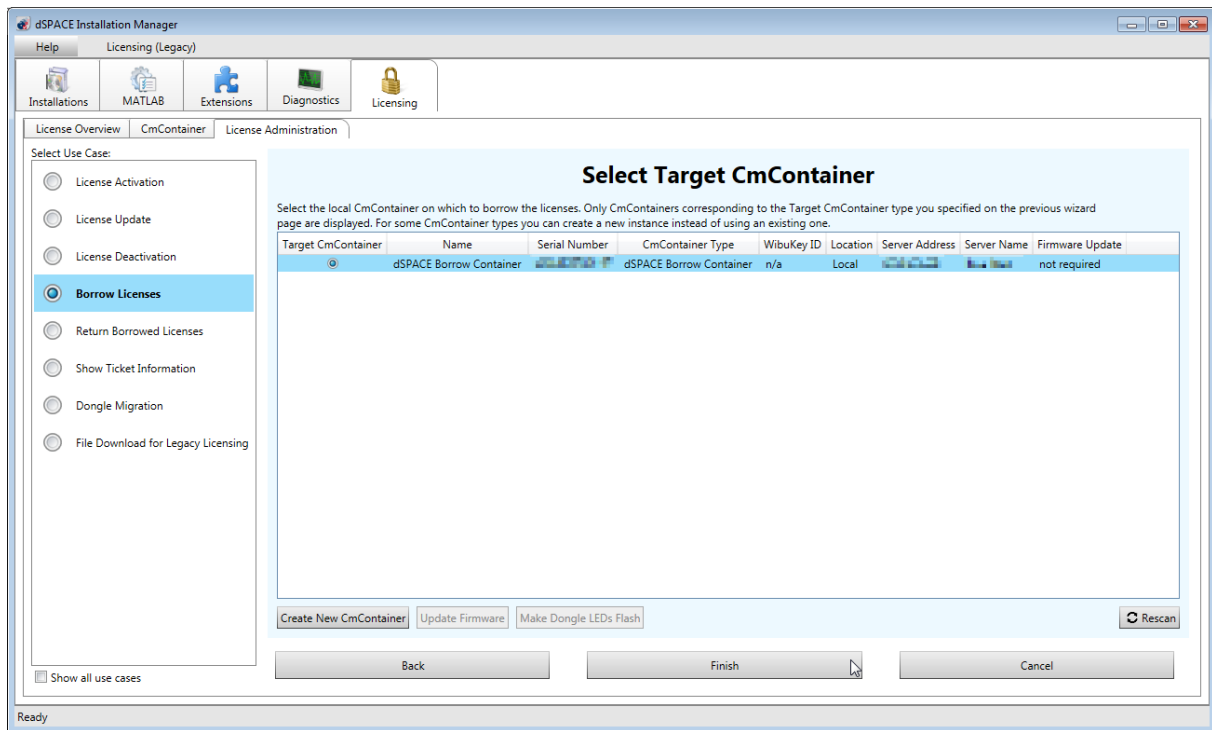 dSPACE Installation Manager
Help Licensing (Legacy)
Installations MATLAB Extensions Diagnostics Licensing
License Overview CmContainer License Administration
Select Use Case:
License Activation
License Update
License Deactivation
Borrow Licenses
Return Borrowed Licenses
Show Ticket Information
Dongle Migration
File Download for Legacy Licensing
Show all use cases
Select Target CmContainer
Select the local CmContainer on which to borrow the licenses. Only CmContainers corresponding to the Target CmContainer type you specified on the previous wizard
page are displayed. For some CmContainer types you can create a new instance instead of using an existing one.
Target CmContainer Name Serial Number CmContainer Type WibuKey ID Location Server Address Server Name Firmware Update
dSPACE Borrow Container dSPACE Borrow Container n/a Local not required
Create New CmContainer Update Firmware Make Dongle LEDs Flash Rescan
Back Finish Cancel
Ready